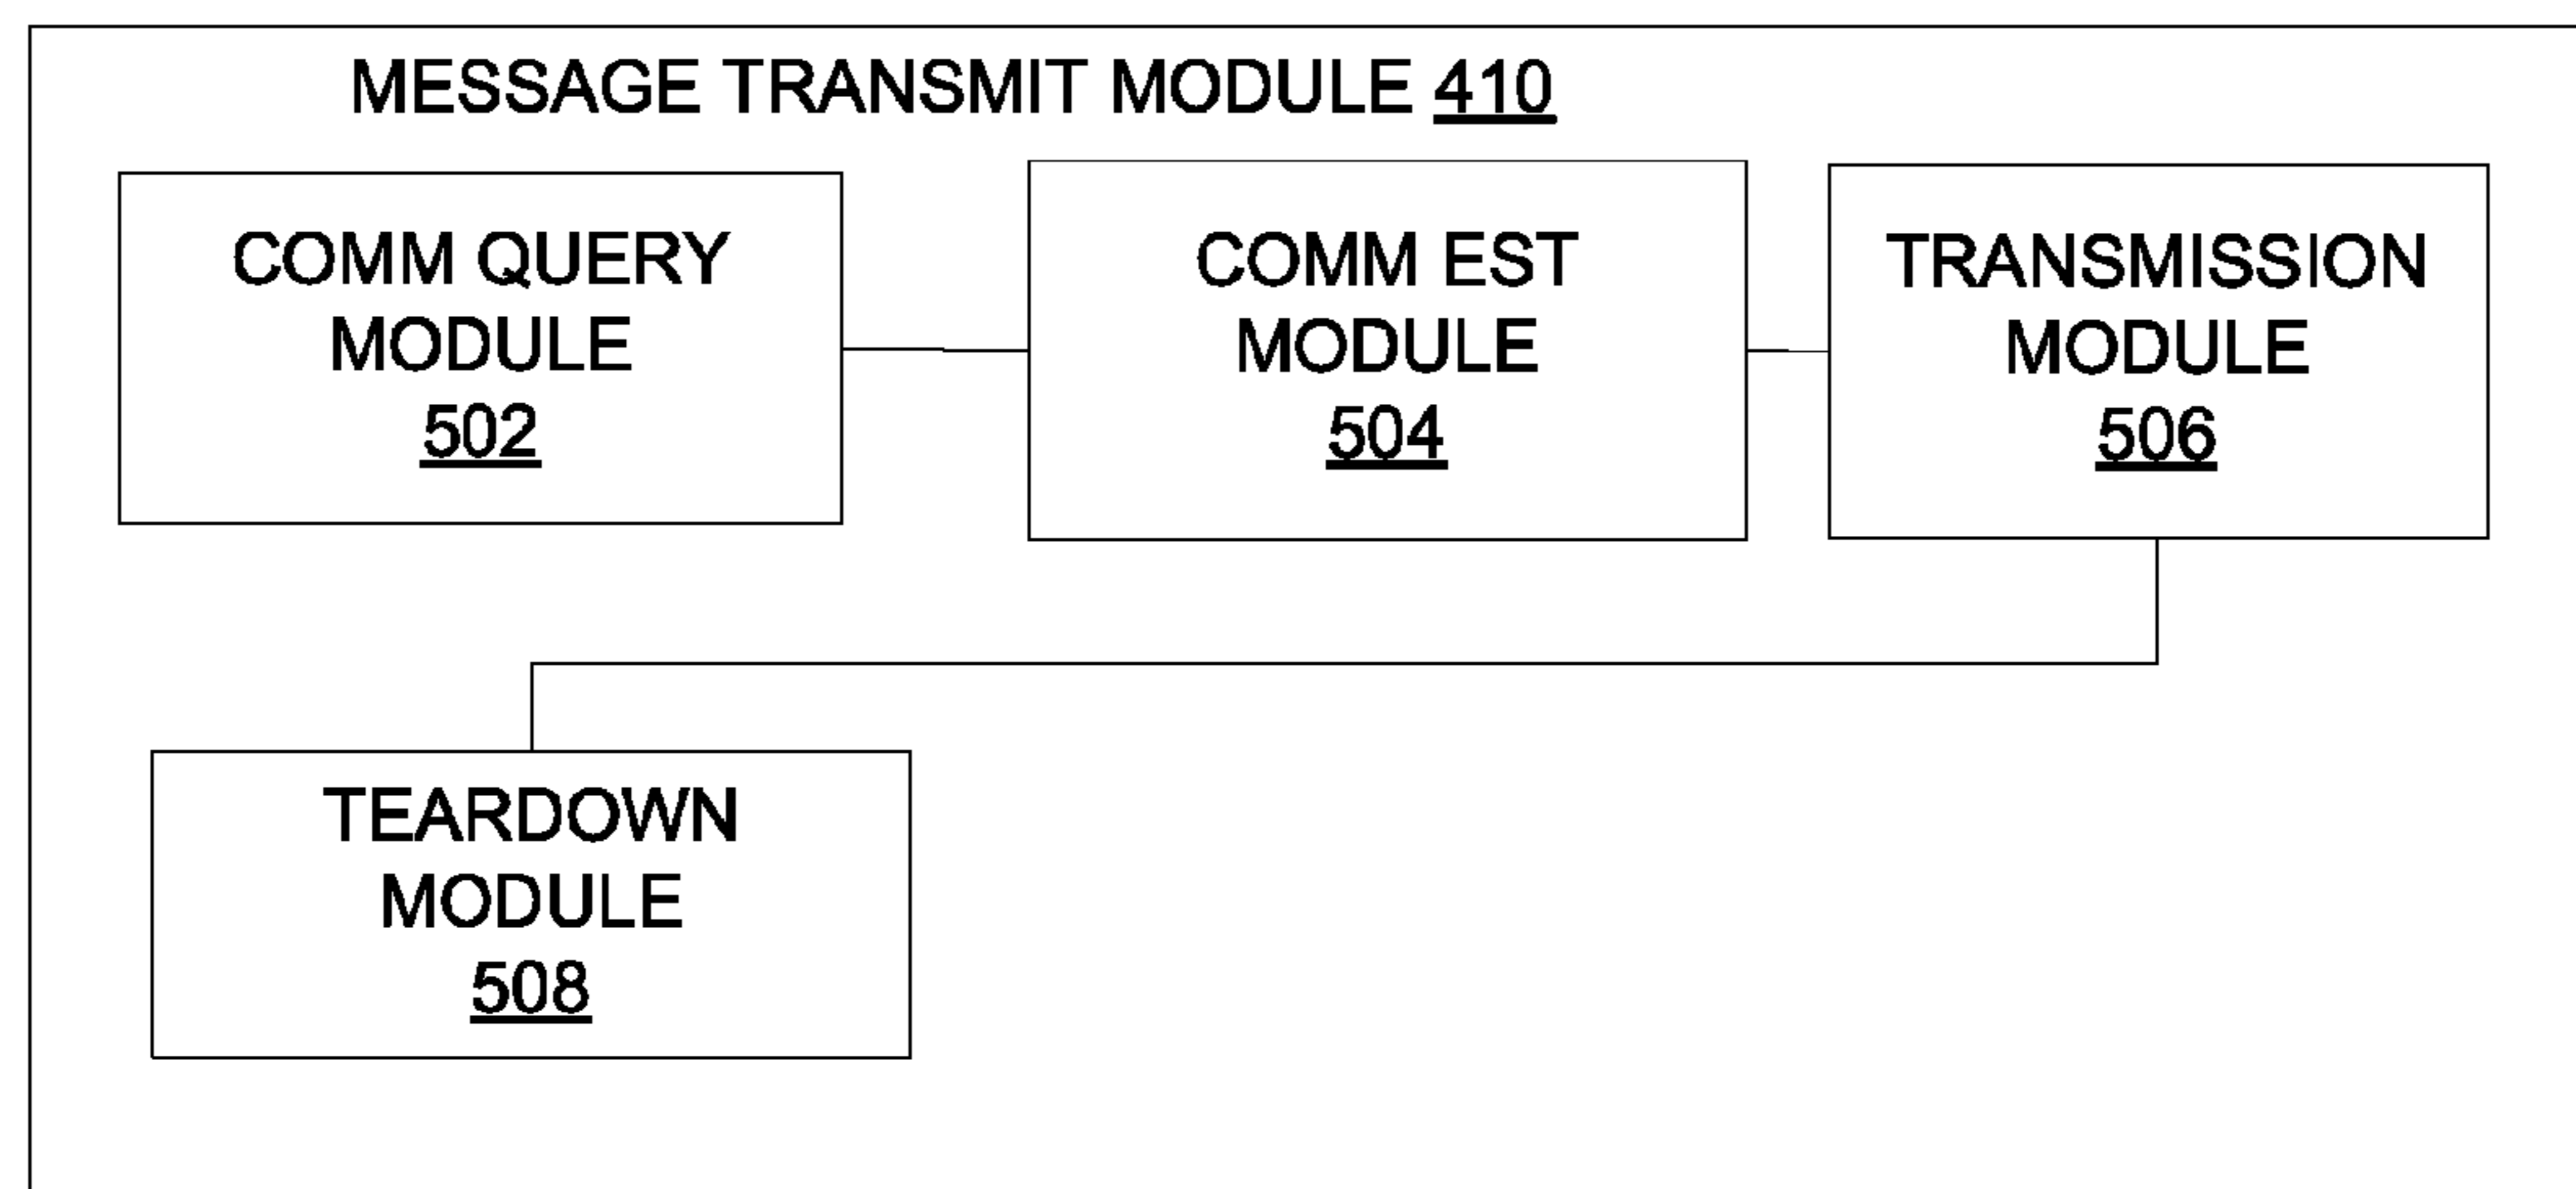 MESSAGE TRANSMIT MODULE 410
COMM QUERY
MODULE
502
COMM EST
MODULE
504
TRANSMISSION
MODULE
506
TEARDOWN
MODULE
508